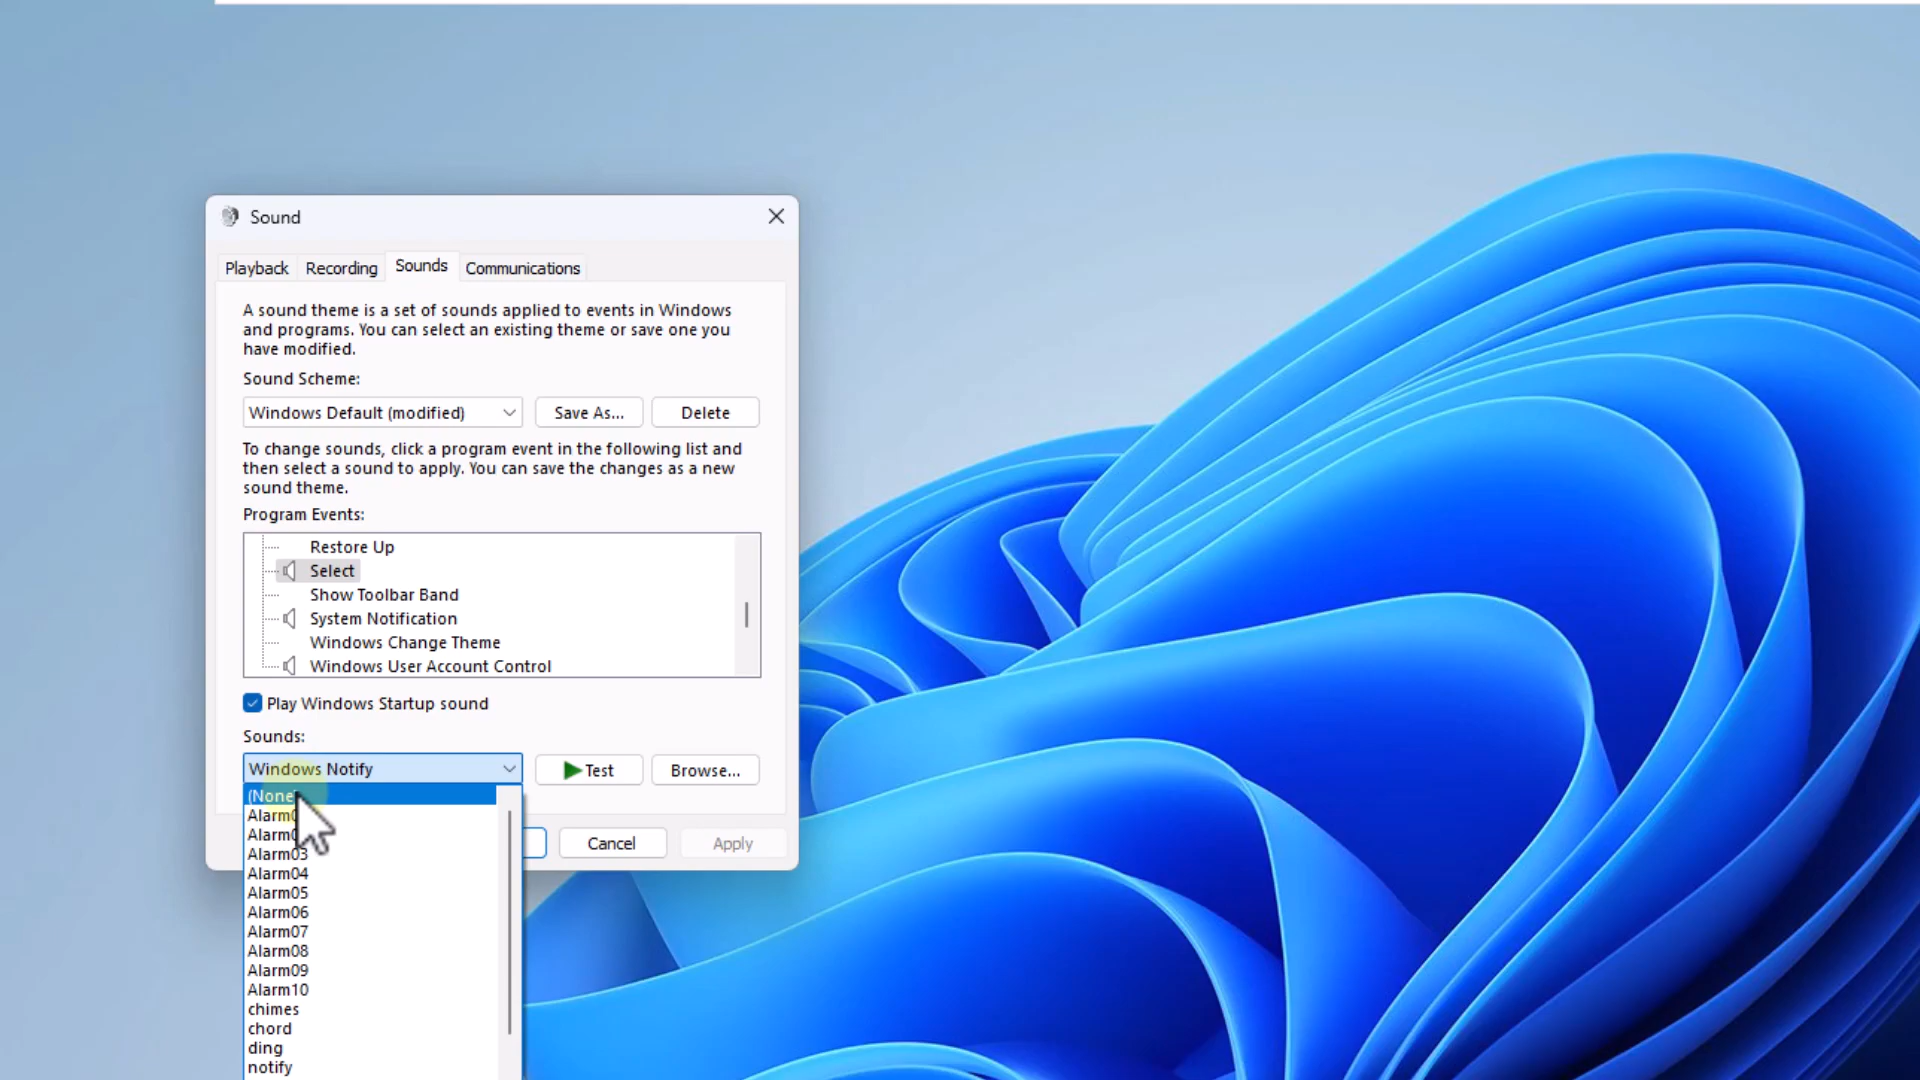 Sound
Playback Recording Sounds Communications
A sound theme is a set of sounds applied to events in Windows
and programs. You can select an existing theme or save one you
have modified.
Sound Scheme:
Windows Default (modified) Save As... Delete
To change sounds, click a program event in the following list and
then select a sound to apply. You can save the changes as a new
sound theme.
Program Events:
Restore Up
Select
Show Toolbar Band
System Notification
Windows Change Theme
Windows User Account Control
Play Windows Startup sound
Sounds:
Windows Notify Test Browse...
(None
Cancel Apply
Alarm03
Alarm04
Alarm05
Alarm06
Alarm07
Alarm08
Alarm09
Alarm10
chimes
chord
ding
notify